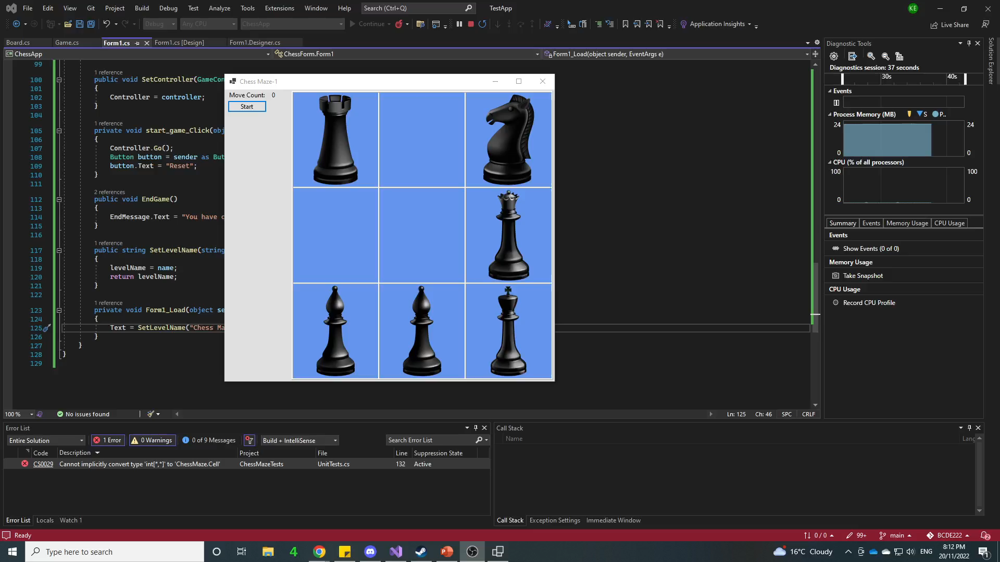 File Edit View Git Project Build Debug Test Analyze Tools Extensions Window Help Search (Ctrl+Q) TestApp KE
Debug Any CPU ChessApp Continue Application Insights Live Share
Board.cs Game.cs Form1.cs Form1.cs [Design] Form1.Designer.cs
ChessApp ChessForm.Form1 Form1_Load(object sender, EventArgs e)
99
1 reference
100 public void SetController(GameCon
101 {
102 Controller = controller;
103 }
104
1 reference
105 private void start_game_Click(obj
106 {
107 Controller.Go();
108 Button button = sender as But
109 button.Text = "Reset";
110 }
111
2 references
112 public void EndGame()
113 {
114 EndMessage.Text = "You have c
115 }
116
1 reference
117 public string SetLevelName(string
118 {
119 levelName = name;
120 return levelName;
121 }
122
1 reference
123 private void Form1_Load(object se
124 {
125 Text = SetLevelName("Chess Ma
126 }
127 }
128 }
129
Chess Maze-1
Move Count: 0
Start
100 % No issues found Ln: 125 Ch: 46 SPC CRLF
Diagnostic Tools
Diagnostics session: 37 seconds
30s 40s
Events
Process Memory (MB) S P..
24 24
0 0
CPU (% of all processors)
100 100
0 0
Summary Events Memory Usage CPU Usage
Events
Show Events (0 of 0)
Memory Usage
Take Snapshot
CPU Usage
Record CPU Profile
Solution Explorer
Error List
Entire Solution 1 Error 0 Warnings 0 of 9 Messages Build + IntelliSense Search Error List
Code Description Project File Line Suppression State
CS0029 Cannot implicitly convert type 'int[*,*]' to 'ChessMaze.Cell' ChessMazeTests UnitTests.cs 132 Active
Error List Locals Watch 1
Call Stack
Name Lang
Call Stack Exception Settings Immediate Window
Ready 0 / 0 99+ main BCDE222 2
Type here to search 4 16°C Cloudy ENG 8:12 PM
20/11/2022 1